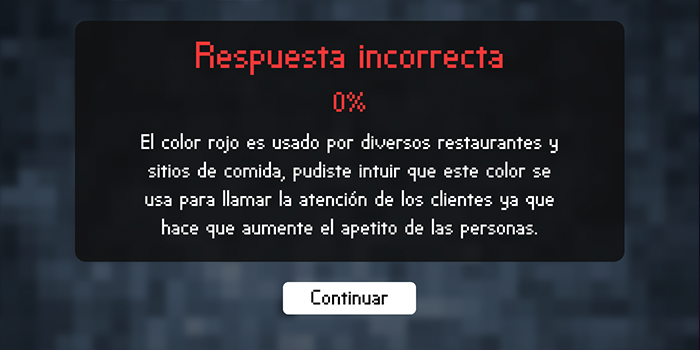 Respuesta incorrecta
0%
El color rojo es usado por diversos restaurantes y
sitios de comida, pudiste intuir que este color se
usa para llamar la atención de los clientes ya que
hace que aumente el apetito de las personas.
Continuar